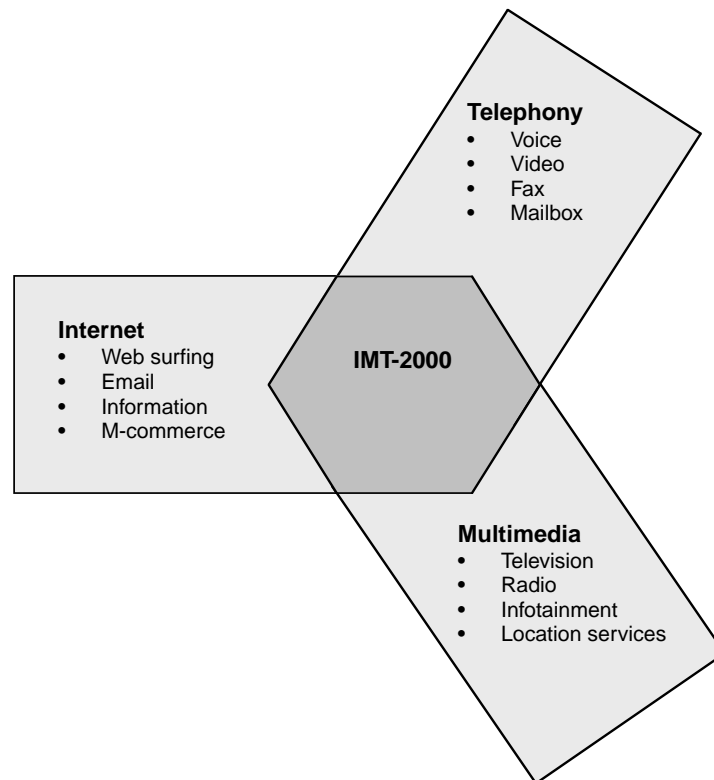 Telephony
• Voice
• Video
• Fax
• Mailbox
Internet
• Web surfing
• Email
• Information
• M-commerce
IMT-2000
Multimedia
• Television
• Radio
• Infotainment
• Location services